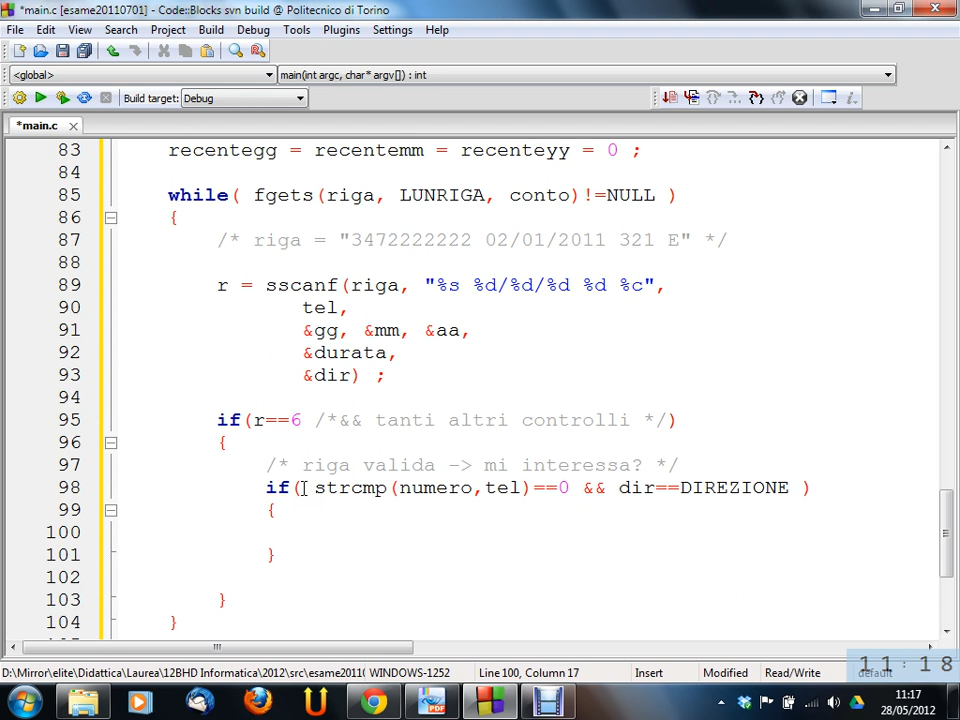 *main.c [esame20110701] - Code::Blocks svn build @ Politecnico di Torino
File Edit View Search Project Build Debug Tools Plugins Settings Help
<global> main(int argc, char* argv[]) : int
Build target: Debug
*main.c
83 recentegg = recentemm = recenteyy = 0 ;
84
85 while( fgets(riga, LUNRIGA, conto)!=NULL )
86 {
87 /* riga = "3472222222 02/01/2011 321 E" */
88
89 r = sscanf(riga, "%s %d/%d/%d %d %c",
90 tel,
91 &gg, &mm, &aa,
92 &durata,
93 &dir) ;
94
95 if(r==6 /*&& tanti altri controlli */)
96 {
97 /* riga valida -> mi interessa? */
98 if( strcmp(numero,tel)==0 && dir==DIREZIONE )
99 {
100
101 }
102
103 }
104 }
D:\Mirror\elite\Didattica\Laurea\12BHD Informatica\2012\src\esame2011( WINDOWS-1252 Line 100, Column 17 Insert Modified Read/Write default
11:18
11:17
28/05/2012